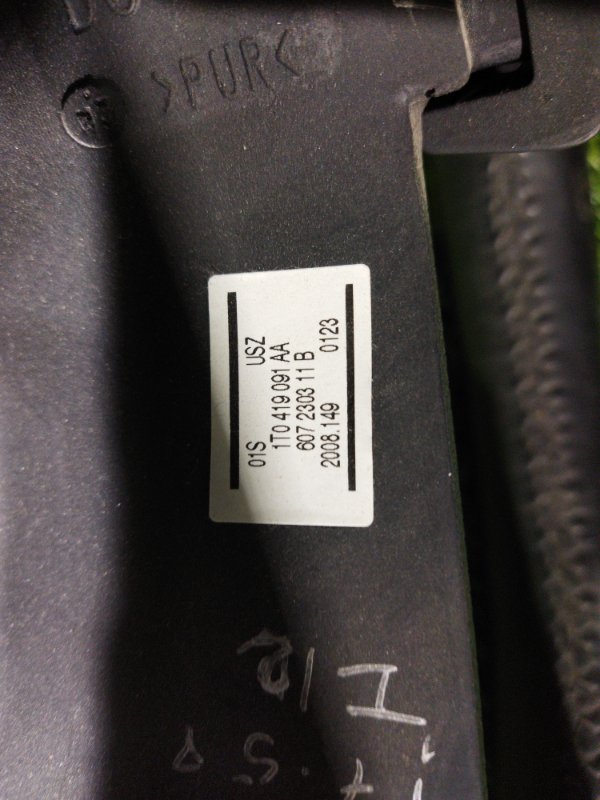 >PUR<
01S USZ
1T0 419 091 AA
607 2303 11 B
2008.149 0123